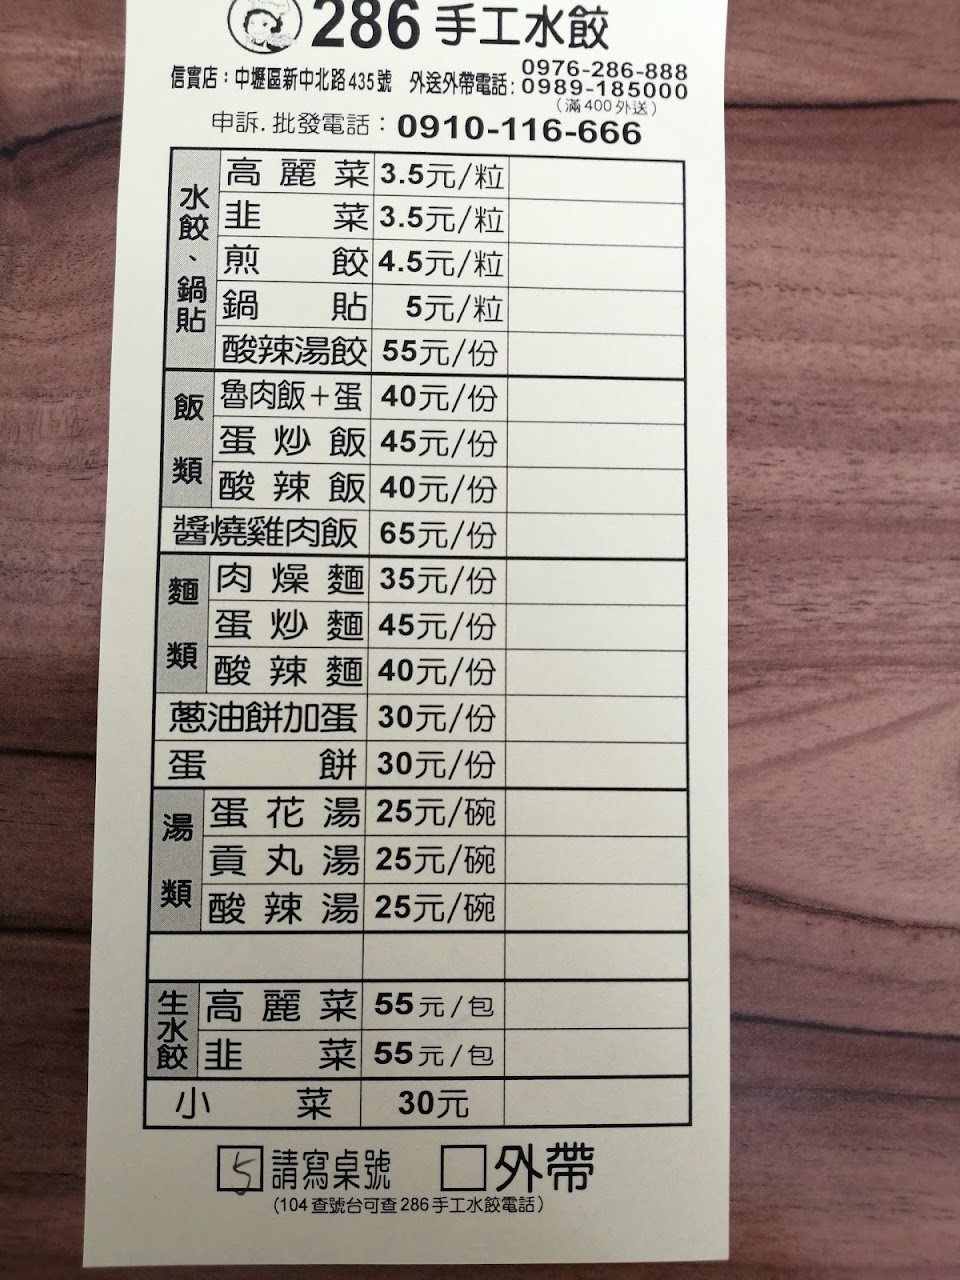 286 手工水餃
信實店：中壢區新中北路435號 外送外帶電話：0976-286-888
0989-185000
（滿400外送）
申訴.批發電話：0910-116-666
水餃、鍋貼
高麗菜 3.5元/粒
韭菜 3.5元/粒
煎餃 4.5元/粒
鍋貼 5元/粒
酸辣湯餃 55元/份
飯類
魯肉飯＋蛋 40元/份
蛋炒飯 45元/份
酸辣飯 40元/份
醬燒雞肉飯 65元/份
麵類
肉燥麵 35元/份
蛋炒麵 45元/份
酸辣麵 40元/份
蔥油餅加蛋 30元/份
蛋餅 30元/份
湯類
蛋花湯 25元/碗
貢丸湯 25元/碗
酸辣湯 25元/碗
生水餃
高麗菜 55元/包
韭菜 55元/包
小菜 30元
5 請寫桌號 □外帶
（104查號台可查286手工水餃電話）